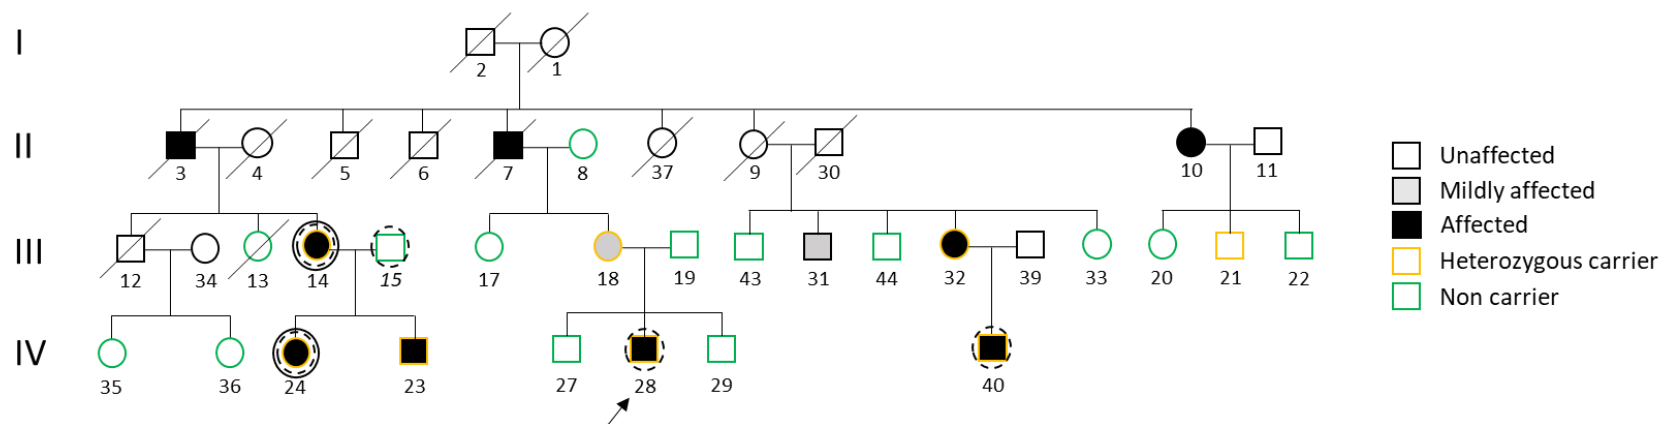 I
2 1
II
3 4 5 6 7 8 37 9 30 10 11
III
12 34 13 14 15 17 18 19 43 31 44 32 39 33 20 21 22
IV
35 36 24 23 27 28 29 40
Unaffected
Mildly affected
Affected
Heterozygous carrier
Non carrier